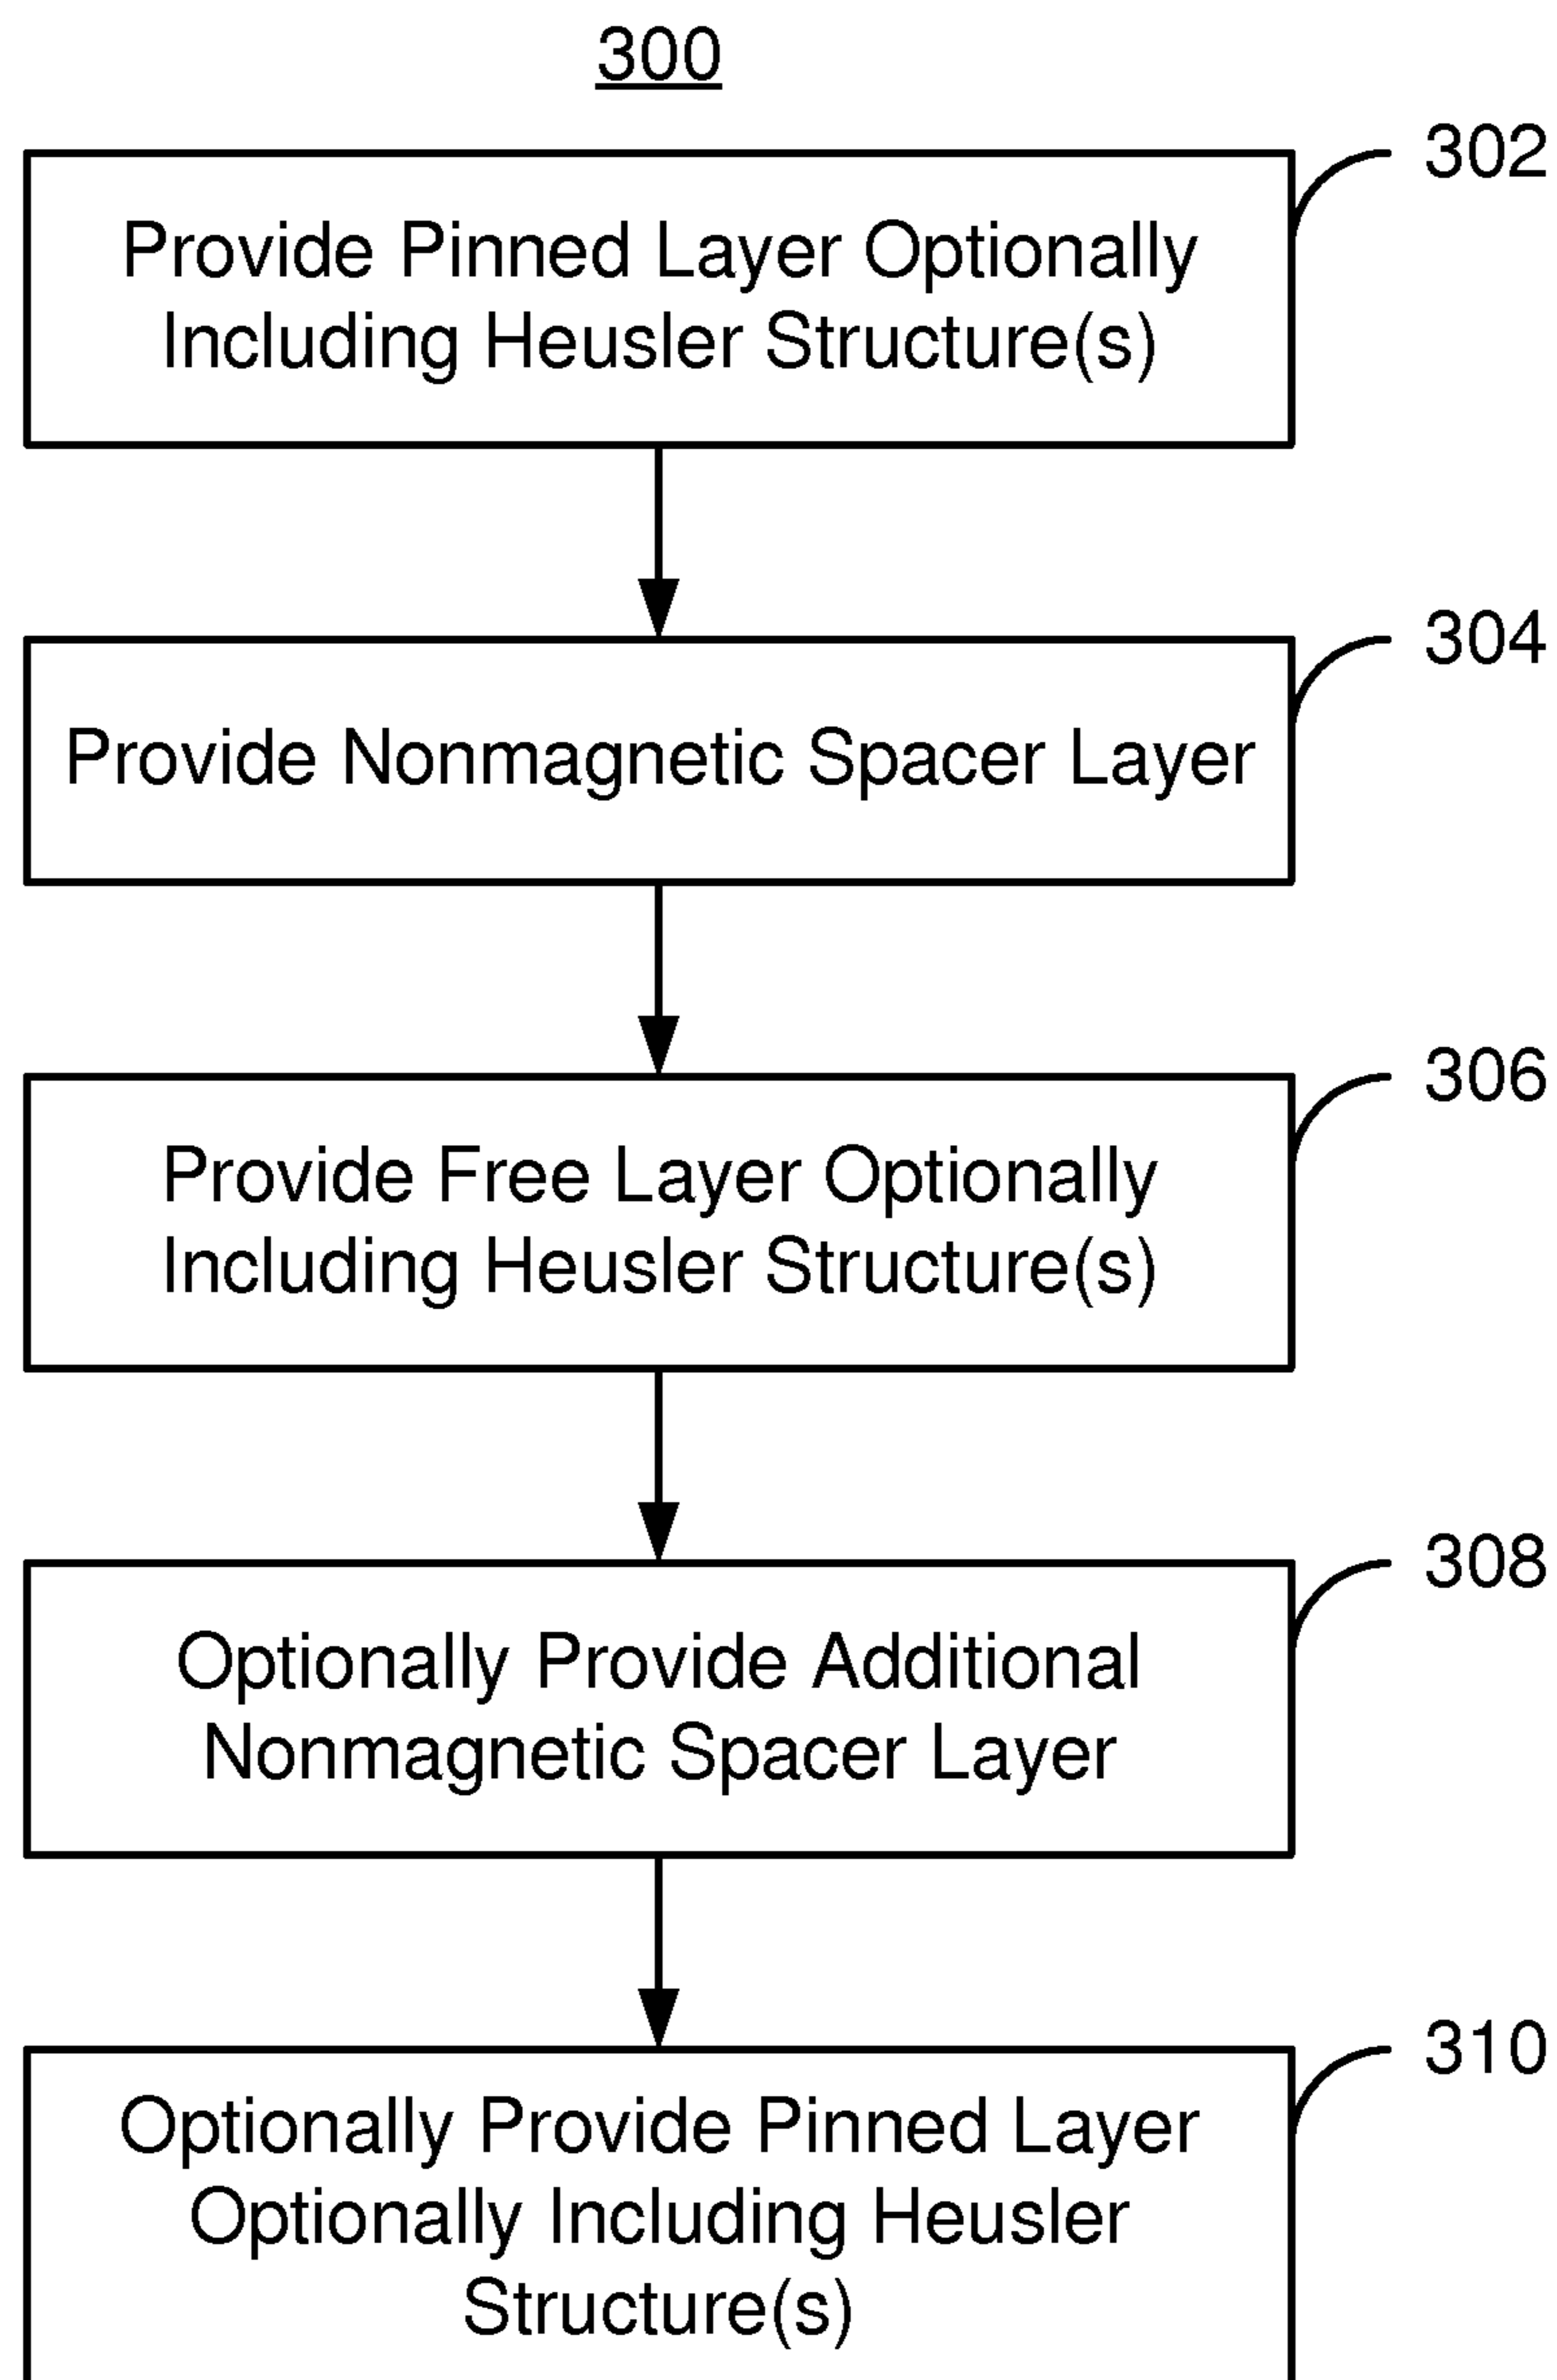 300
302
Provide Pinned Layer Optionally
Including Heusler Structure(s)
304
Provide Nonmagnetic Spacer Layer
306
Provide Free Layer Optionally
Including Heusler Structure(s)
308
Optionally Provide Additional
Nonmagnetic Spacer Layer
310
Optionally Provide Pinned Layer
Optionally Including Heusler
Structure(s)